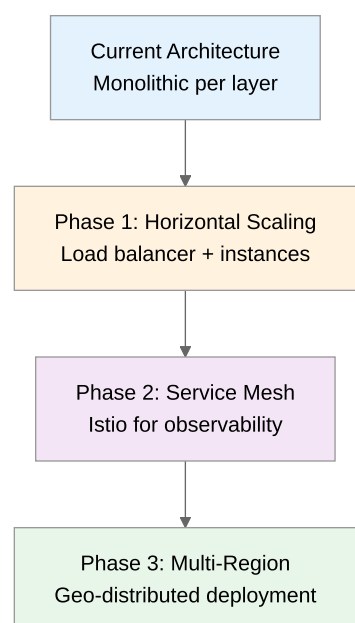 Current Architecture
Monolithic per layer
Phase 1: Horizontal Scaling
Load balancer + instances
Phase 2: Service Mesh
Istio for observability
Phase 3: Multi-Region
Geo-distributed deployment